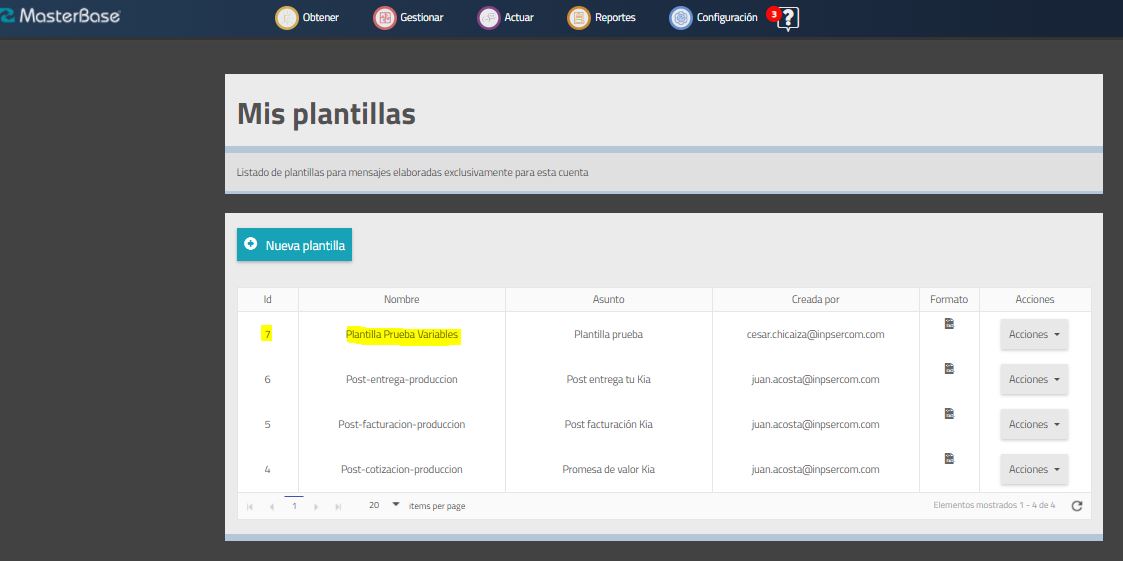 MasterBase
Obtener
Gestionar
Actuar
Reportes
Configuración
3
?
Mis plantillas
Listado de plantillas para mensajes elaboradas exclusivamente para esta cuenta
Nueva plantilla
Id Nombre Asunto Creada por Formato Acciones
7 Plantilla Prueba Variables Plantilla prueba cesar.chicaiza@inpsercom.com Acciones
6 Post-entrega-produccion Post entrega tu Kia juan.acosta@inpsercom.com Acciones
5 Post-facturacion-produccion Post facturación Kia juan.acosta@inpsercom.com Acciones
4 Post-cotizacion-produccion Promesa de valor Kia juan.acosta@inpsercom.com Acciones
1 20 items per page Elementos mostrados 1 - 4 de 4